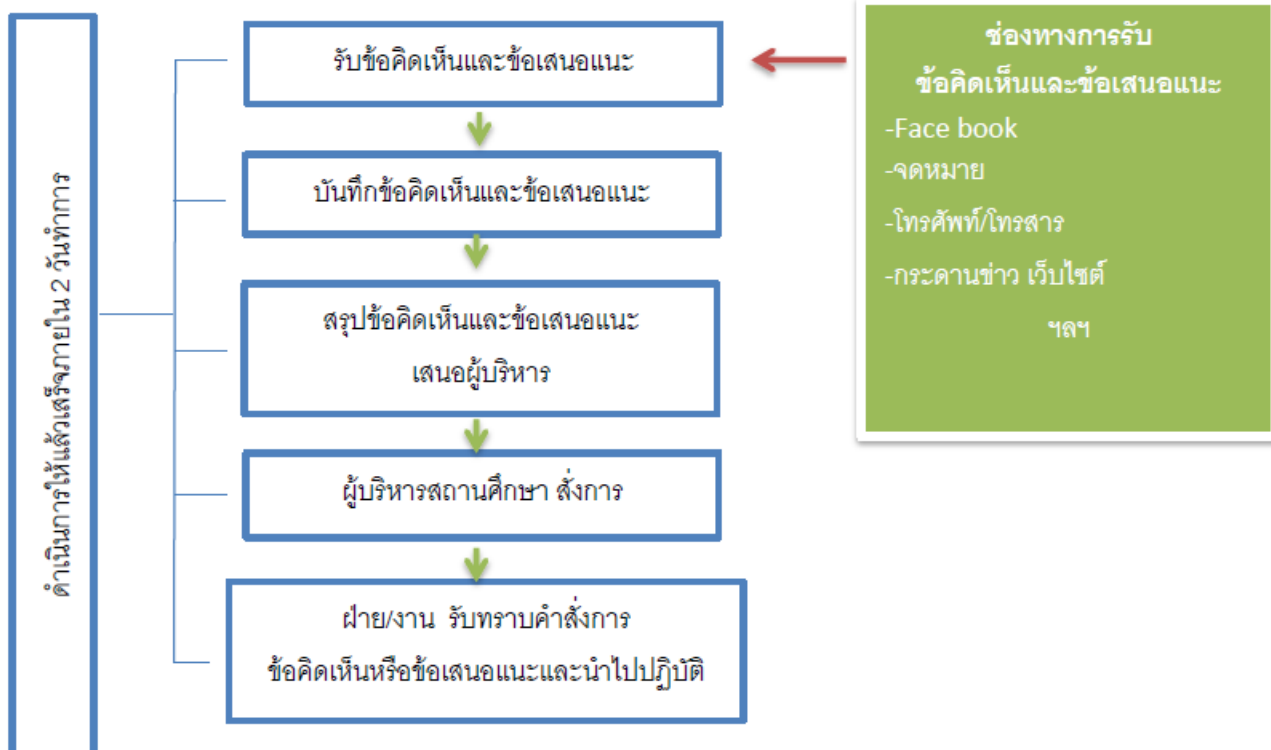 ดำเนินการให้แล้วเสร็จภายใน 2 วันทำการ
รับข้อคิดเห็นและข้อเสนอแนะ
บันทึกข้อคิดเห็นและข้อเสนอแนะ
สรุปข้อคิดเห็นและข้อเสนอแนะ
เสนอผู้บริหาร
ผู้บริหารสถานศึกษา สั่งการ
ฝ่าย/งาน รับทราบคำสั่งการ
ข้อคิดเห็นหรือข้อเสนอแนะและนำไปปฏิบัติ
ช่องทางการรับ
ข้อคิดเห็นและข้อเสนอแนะ
-Face book
-จดหมาย
-โทรศัพท์/โทรสาร
-กระดานข่าว เว็บไซต์
ฯลฯ